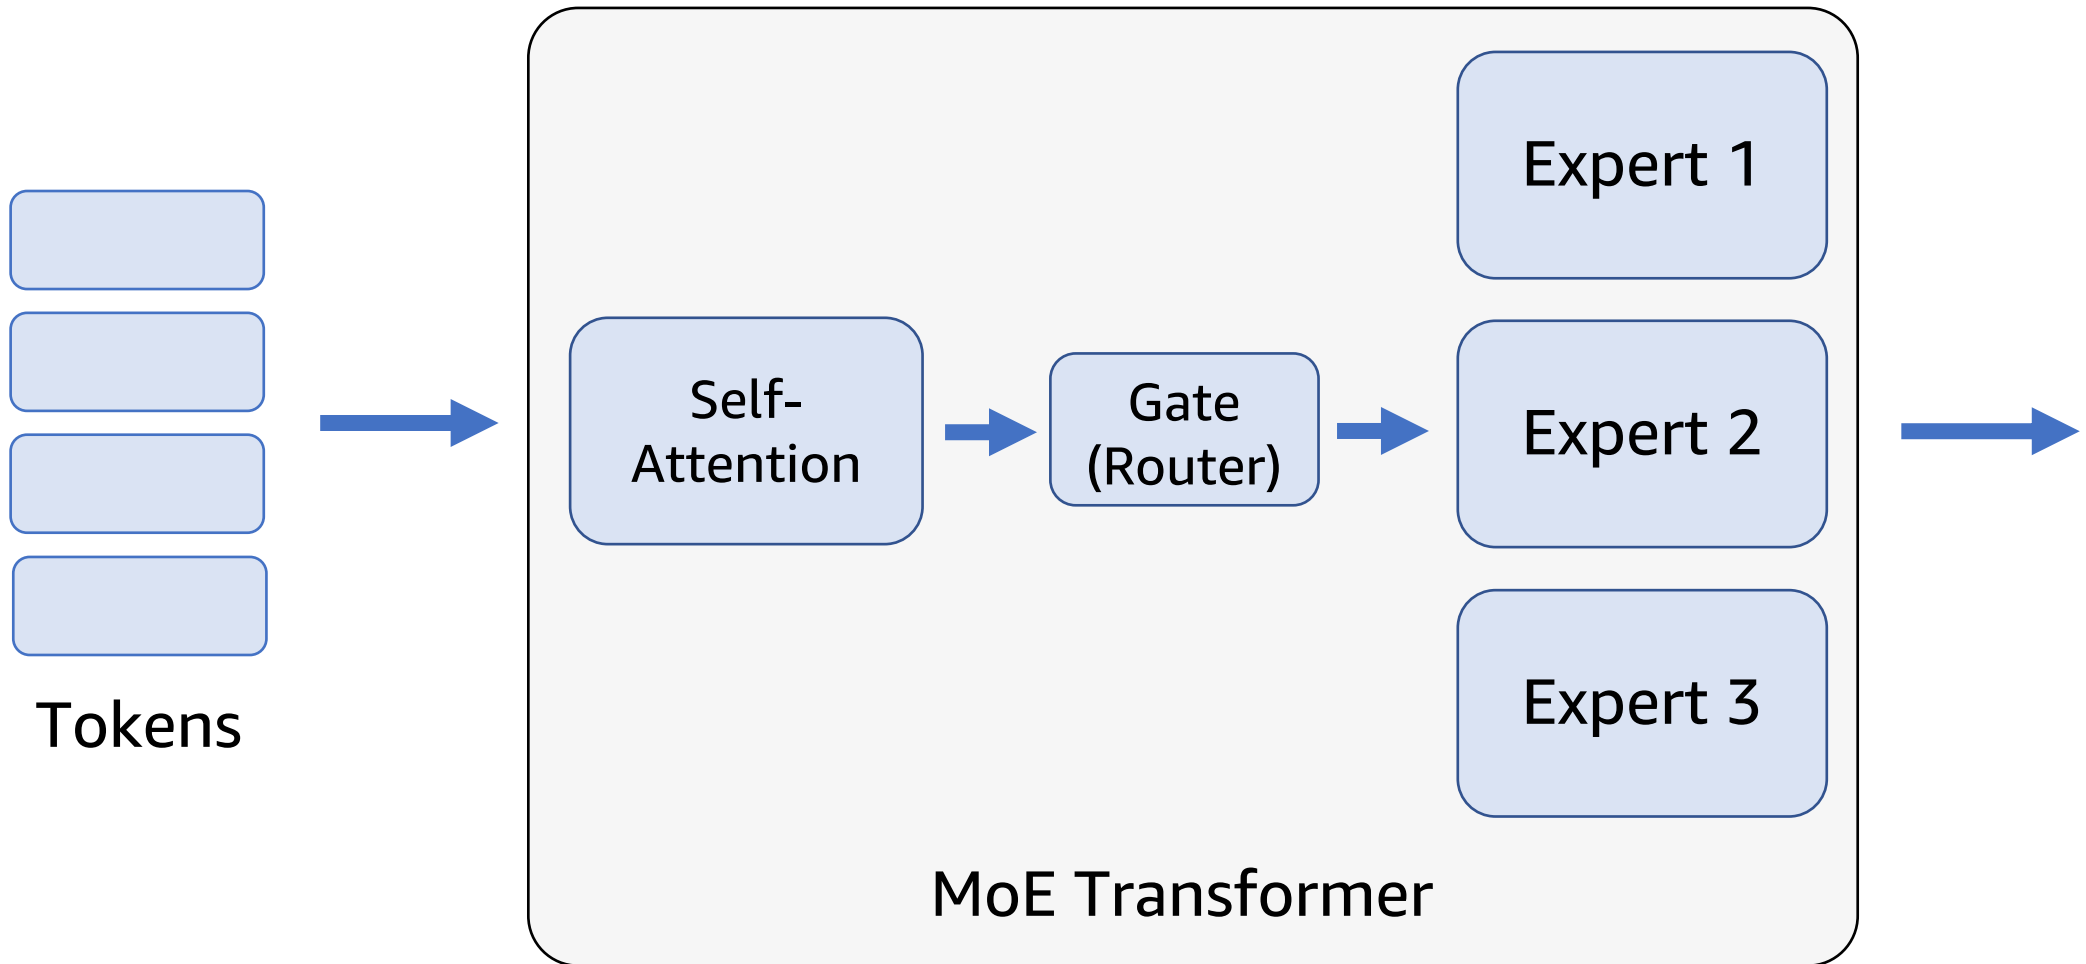 Tokens
Self-
Attention
Gate
(Router)
Expert 1
Expert 2
Expert 3
MoE Transformer